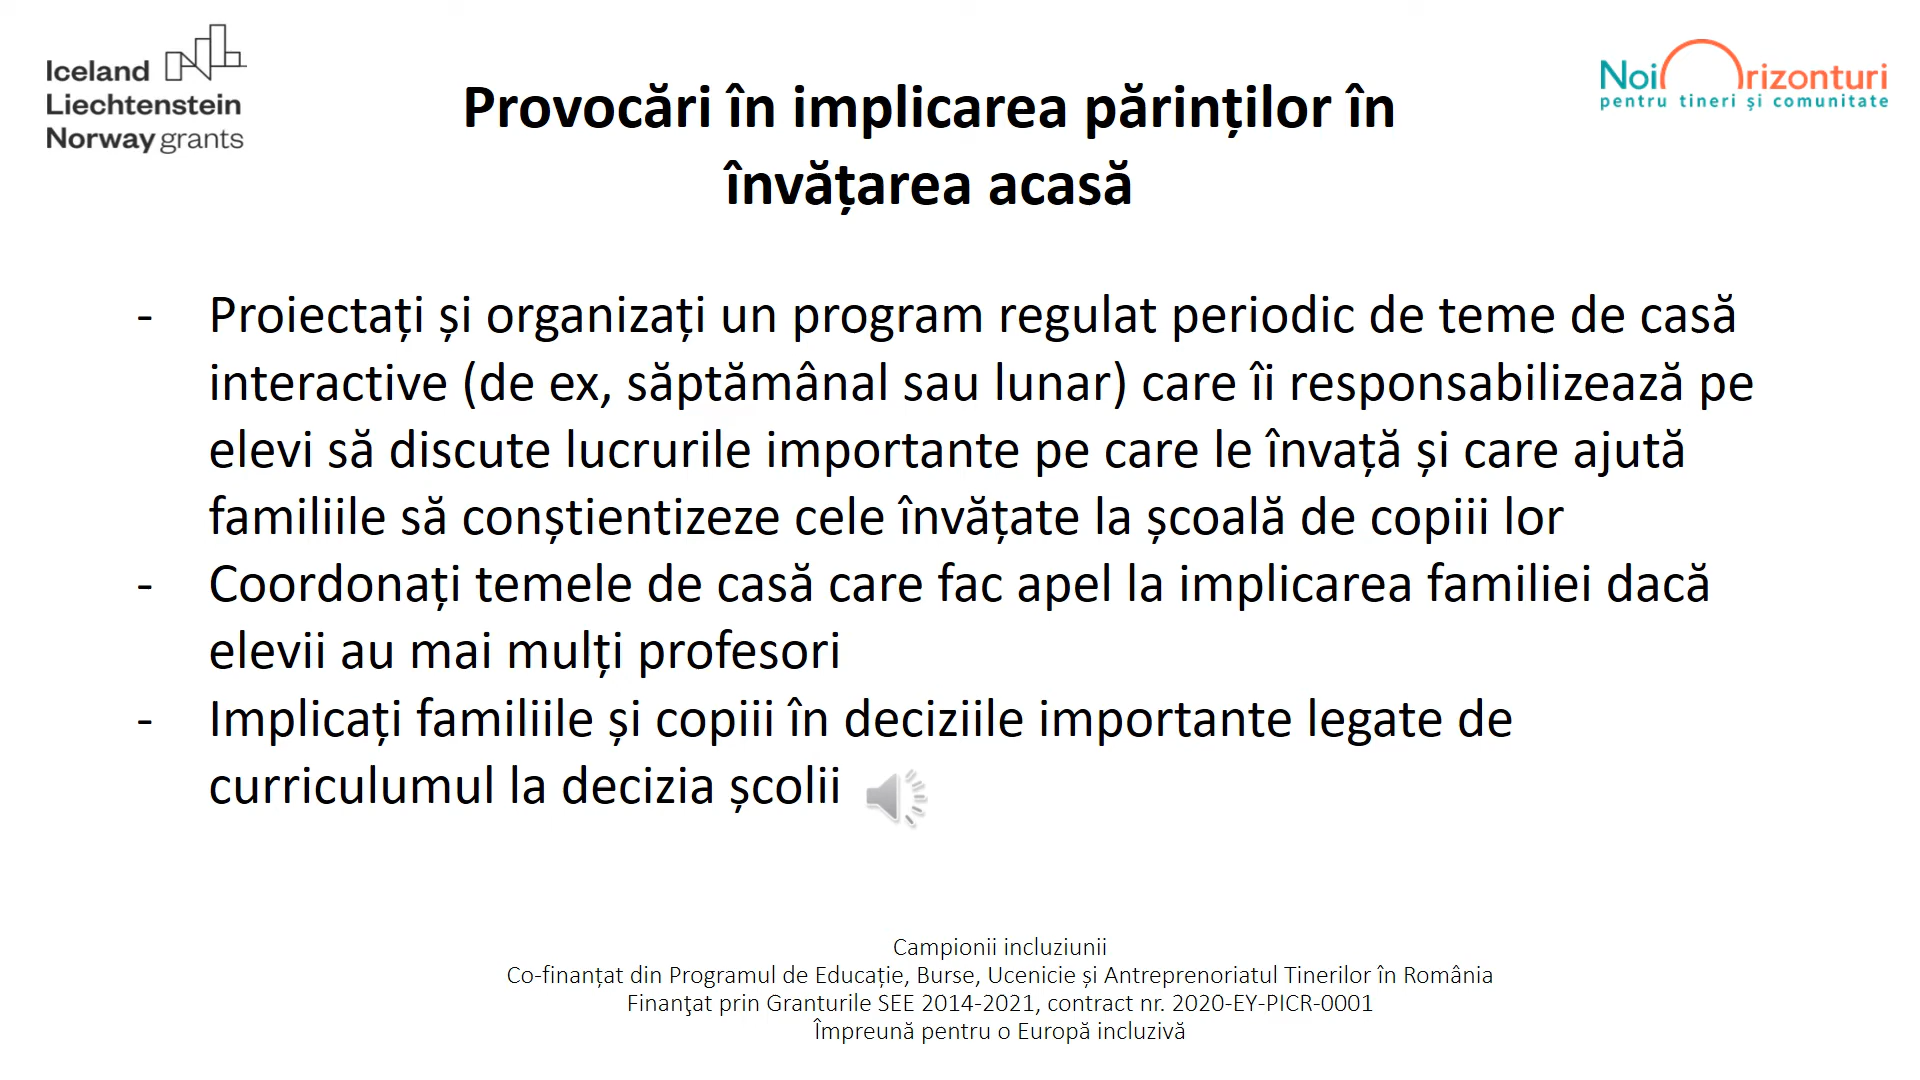 Iceland
Liechtenstein
Norway grants
Noi Orizonturi
pentru tineri și comunitate
Provocări în implicarea părinților în
învățarea acasă
- Proiectați și organizați un program regulat periodic de teme de casă
interactive (de ex, săptămânal sau lunar) care îi responsabilizează pe
elevi să discute lucrurile importante pe care le învață și care ajută
familiile să conștientizeze cele învățate la școală de copiii lor
- Coordonați temele de casă care fac apel la implicarea familiei dacă
elevii au mai mulți profesori
- Implicați familiile și copiii în deciziile importante legate de
curriculumul la decizia școlii
Campionii incluziunii
Co-finanțat din Programul de Educație, Burse, Ucenicie și Antreprenoriatul Tinerilor în România
Finanţat prin Granturile SEE 2014-2021, contract nr. 2020-EY-PICR-0001
Împreună pentru o Europă incluzivă